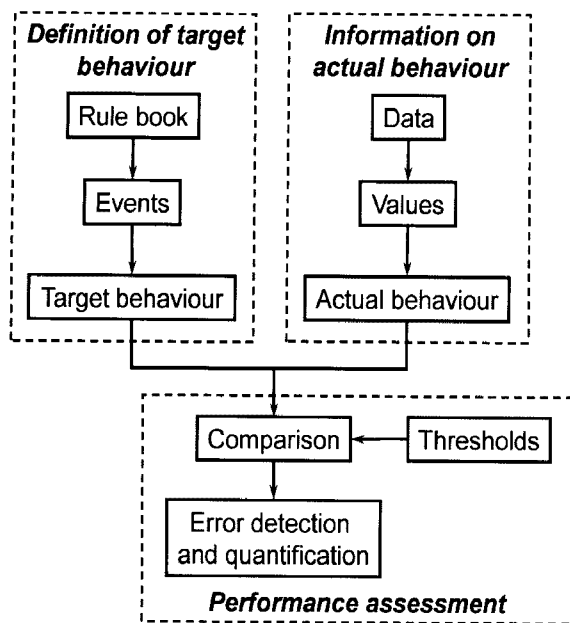 Definition of target
behaviour
Rule book
Events
Target behaviour
Information on
actual behaviour
Data
Values
Actual behaviour
Comparison
Thresholds
Error detection
and quantification
Performance assessment